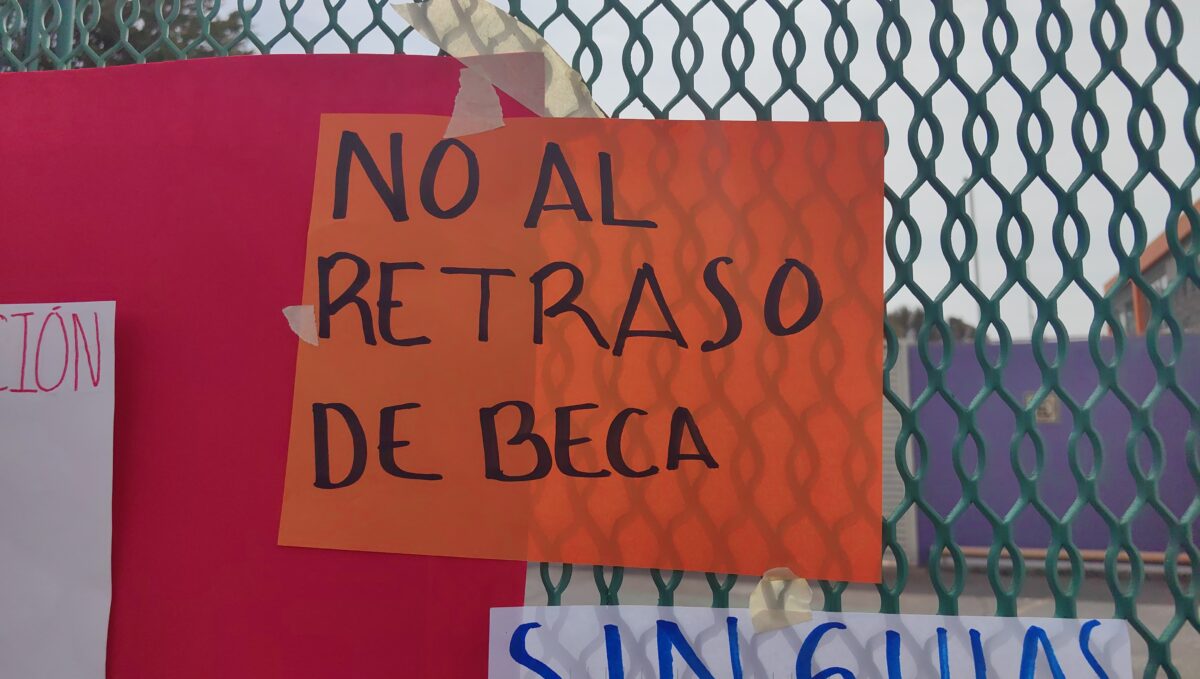 NO AL
RETRASO
DE BECA
CIÓN
SIN GUIAS